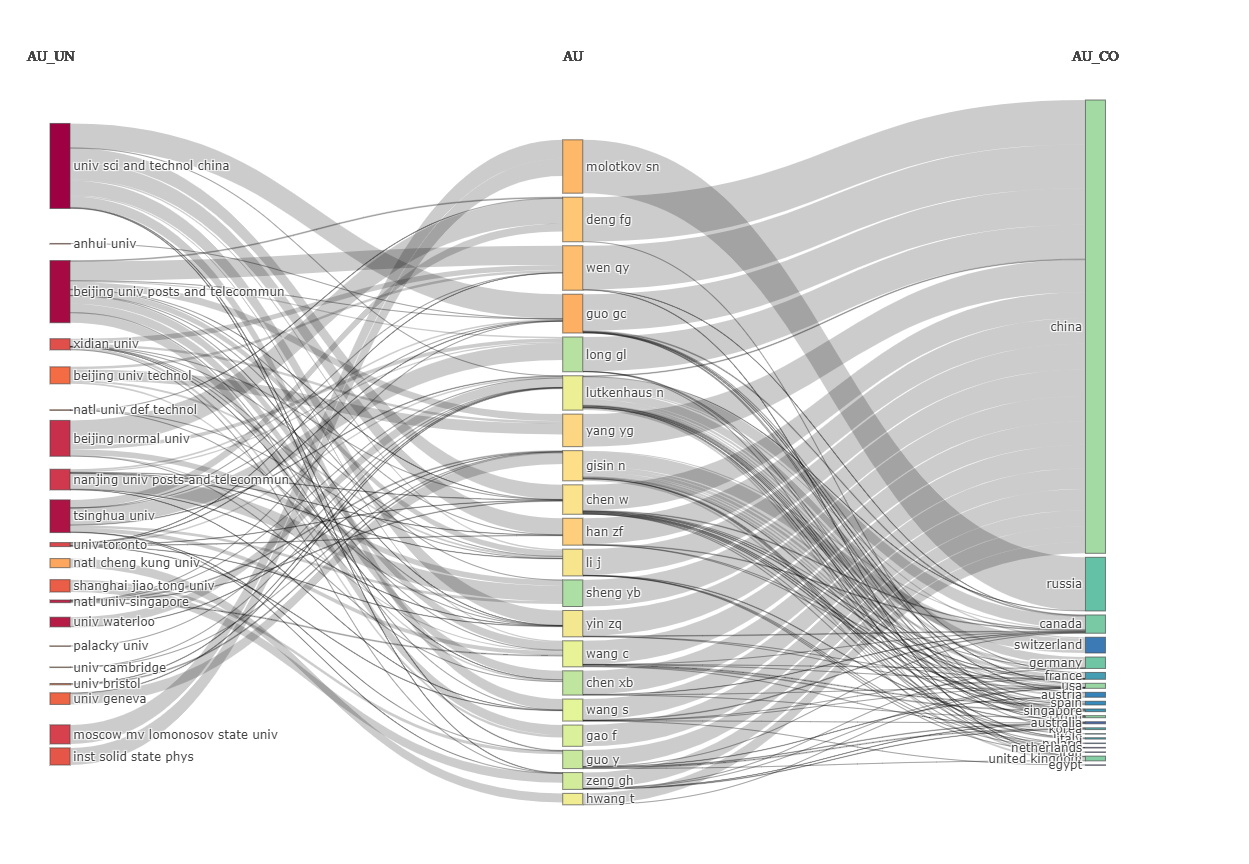 AU_UN
AU
AU_CO
univ sci and technol china
anhui univ
beijing univ posts and telecommun
xidian univ
beijing univ technol
natl univ def technol
beijing normal univ
nanjing univ posts and telecommun
tsinghua univ
univ toronto
natl cheng kung univ
shanghai jiao tong univ
natl univ singapore
univ waterloo
palacky univ
univ cambridge
univ bristol
univ geneva
moscow mv lomonosov state univ
inst solid state phys
molotkov sn
deng fg
wen qy
guo gc
long gl
lutkenhaus n
yang yg
gisin n
chen w
han zf
li j
sheng yb
yin zq
wang c
chen xb
wang s
gao f
guo y
zeng gh
hwang t
china
russia
canada
switzerland
germany
france
usa
austria
spain
singapore
australia
korea
italy
netherlands
united kingdom
egypt